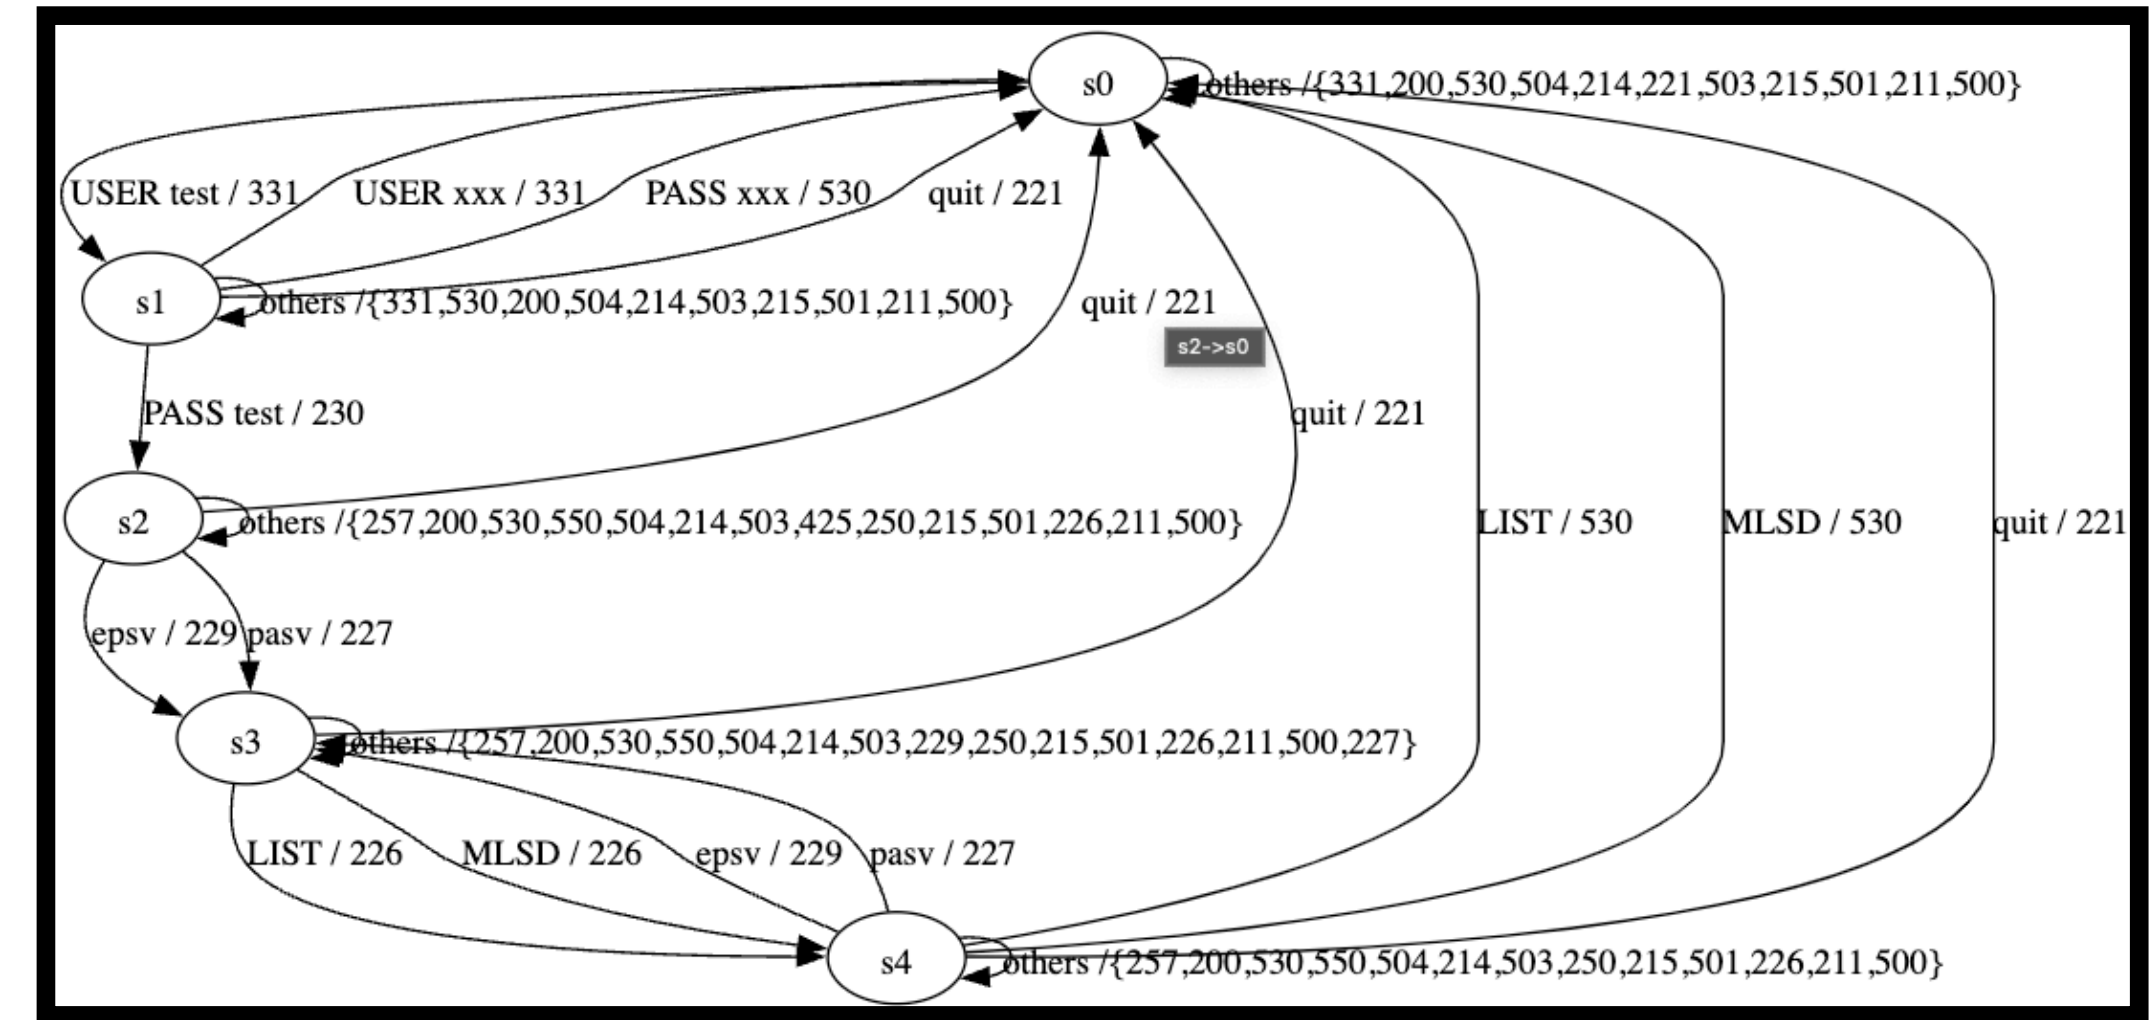 s0
others /{331,200,530,504,214,221,503,215,501,211,500}
USER test / 331
USER xxx / 331
PASS xxx / 530
quit / 221
s1
others /{331,530,200,504,214,503,215,501,211,500}
quit / 221
s2->s0
PASS test / 230
quit / 221
s2
others /{257,200,530,550,504,214,503,425,250,215,501,226,211,500}
LIST / 530
MLSD / 530
quit / 221
epsv / 229
pasv / 227
s3
others /{257,200,530,550,504,214,503,229,250,215,501,226,211,500,227}
LIST / 226
MLSD / 226
epsv / 229
pasv / 227
s4
others /{257,200,530,550,504,214,503,250,215,501,226,211,500}